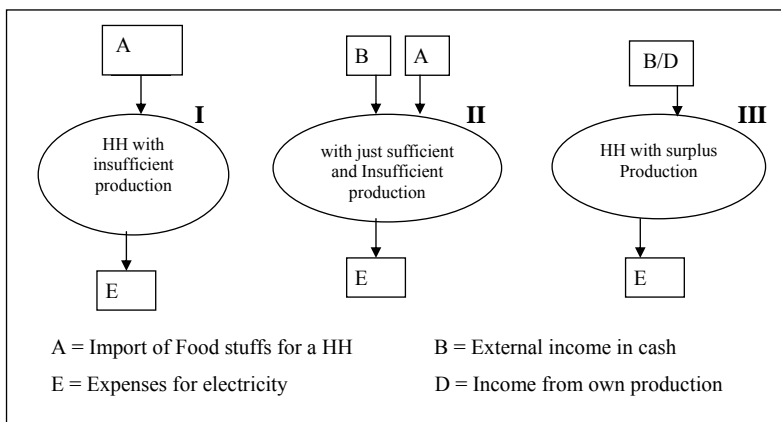 A
B
A
B/D
I
II
III
HH with
insufficient
production
with just sufficient
and Insufficient
production
HH with surplus
Production
E
E
E
A = Import of Food stuffs for a HH
B = External income in cash
E = Expenses for electricity
D = Income from own production